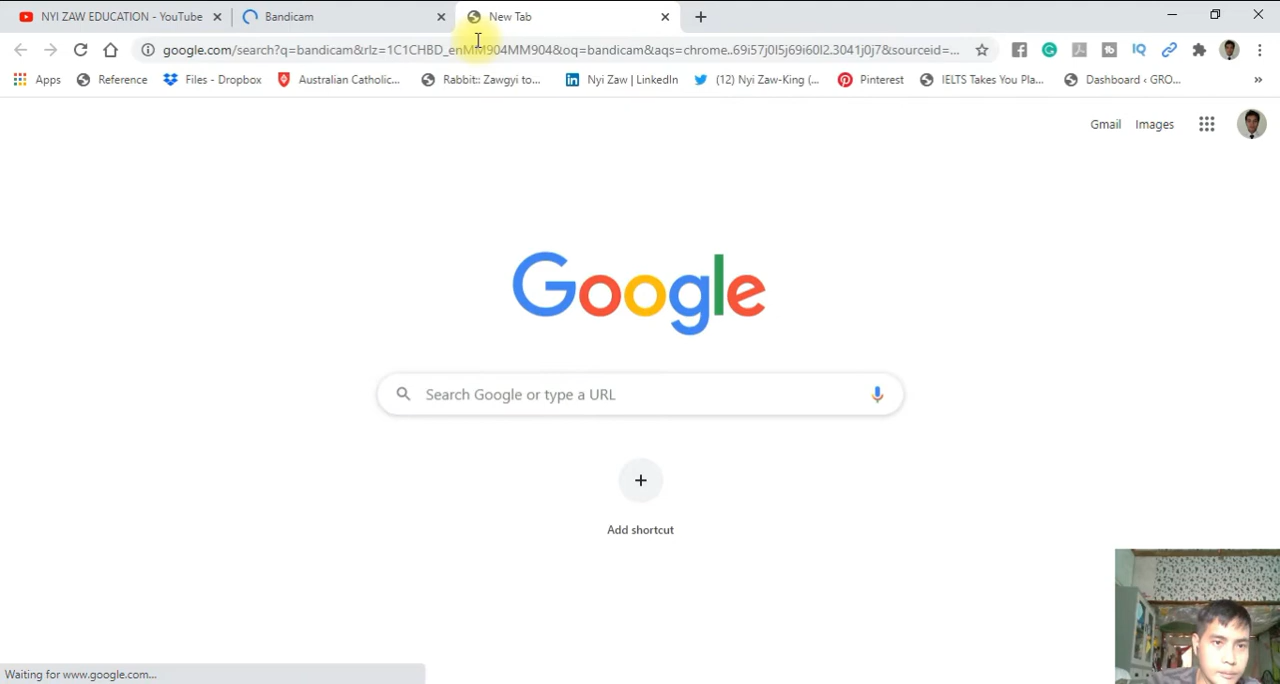 NYI ZAW EDUCATION - YouTube
Bandicam
New Tab
google.com/search?q=bandicam&rlz=1C1CHBD_enMM904MM904&oq=bandicam&aqs=chrome..69i57j0l5j69i60l2.3041j0j7&sourceid=...
Apps
Reference
Files - Dropbox
Australian Catholic...
Rabbit:: Zawgyi to...
Nyi Zaw | LinkedIn
(12) Nyi Zaw-King (...
Pinterest
IELTS Takes You Pla...
Dashboard ‹ GRO...
Gmail
Images
Google
Search Google or type a URL
Add shortcut
Waiting for www.google.com...